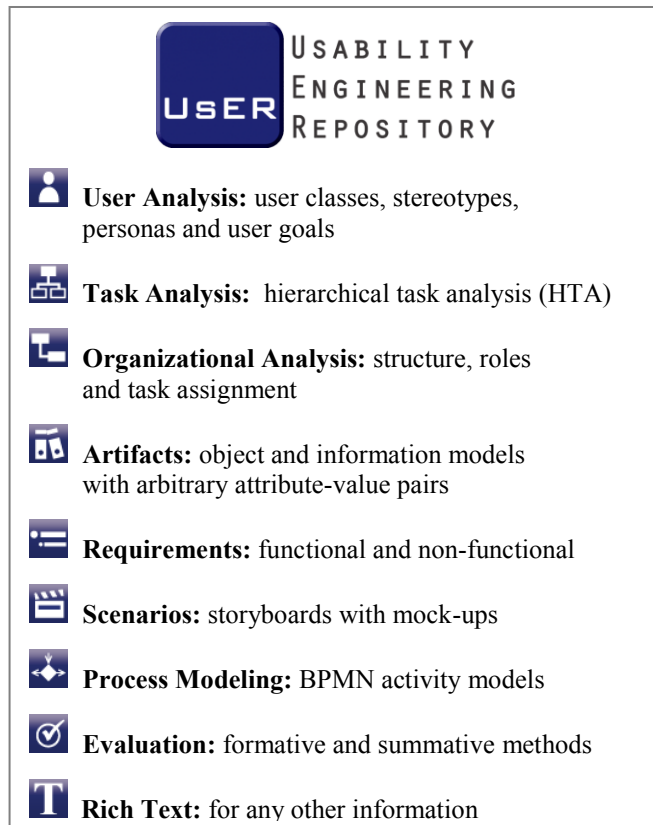 UsER
USABILITY
ENGINEERING
REPOSITORY
User Analysis: user classes, stereotypes,
personas and user goals
Task Analysis: hierarchical task analysis (HTA)
Organizational Analysis: structure, roles
and task assignment
Artifacts: object and information models
with arbitrary attribute-value pairs
Requirements: functional and non-functional
Scenarios: storyboards with mock-ups
Process Modeling: BPMN activity models
Evaluation: formative and summative methods
T Rich Text: for any other information